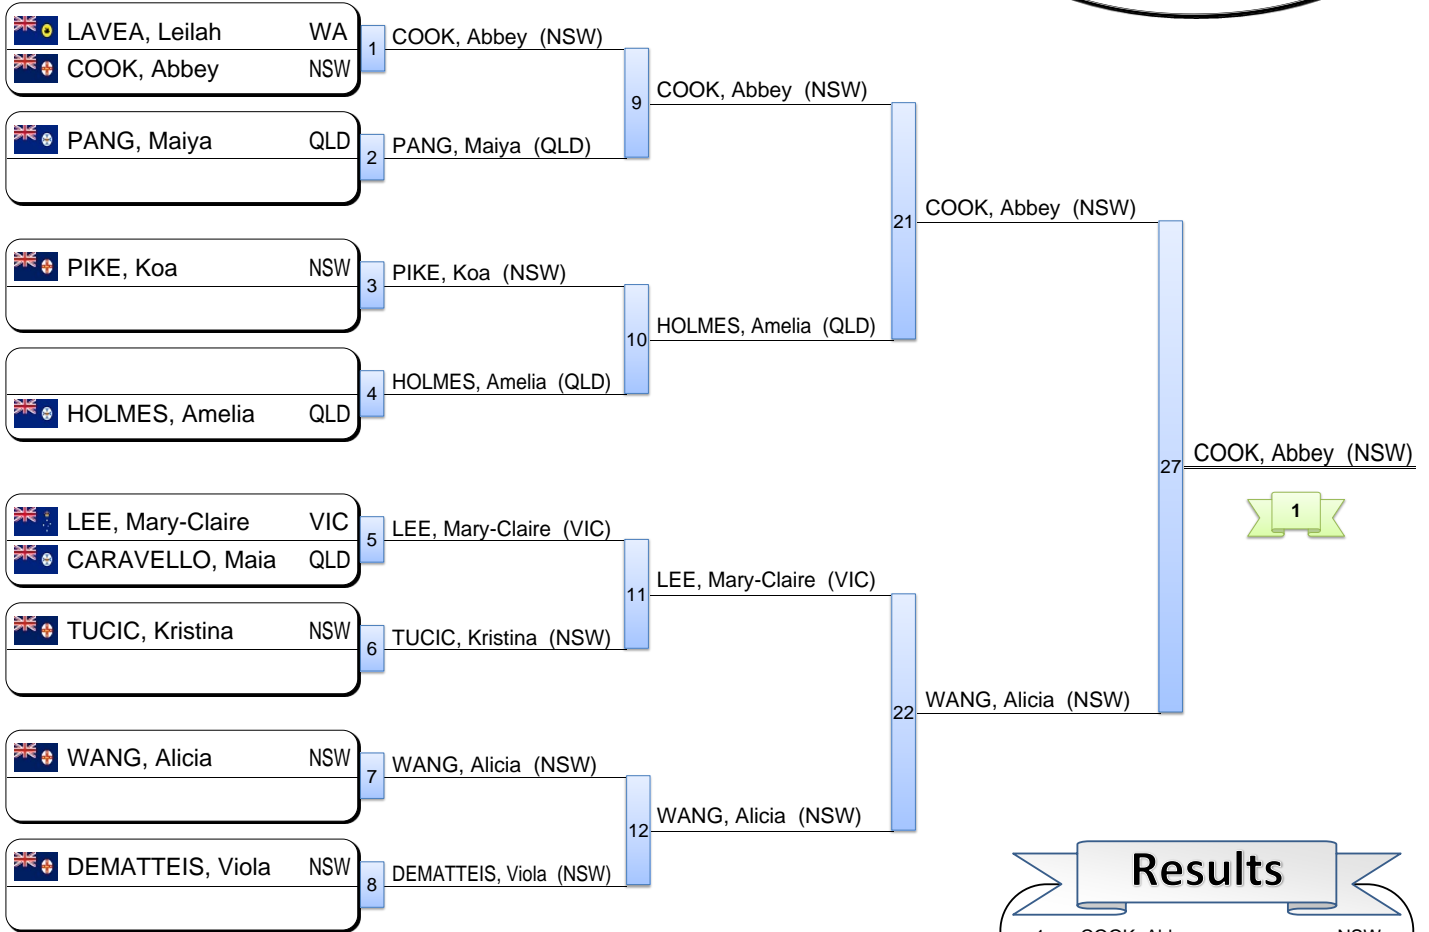 LAVEA, Leilah WA
COOK, Abbey NSW
1
COOK, Abbey (NSW)
PANG, Maiya QLD
2
PANG, Maiya (QLD)
9
COOK, Abbey (NSW)
PIKE, Koa NSW
3
PIKE, Koa (NSW)
HOLMES, Amelia QLD
4
HOLMES, Amelia (QLD)
10
HOLMES, Amelia (QLD)
21
COOK, Abbey (NSW)
LEE, Mary-Claire VIC
CARAVELLO, Maia QLD
5
LEE, Mary-Claire (VIC)
TUCIC, Kristina NSW
6
TUCIC, Kristina (NSW)
11
LEE, Mary-Claire (VIC)
WANG, Alicia NSW
7
WANG, Alicia (NSW)
DEMATTEIS, Viola NSW
8
DEMATTEIS, Viola (NSW)
12
WANG, Alicia (NSW)
22
WANG, Alicia (NSW)
27
COOK, Abbey (NSW)
1
Results